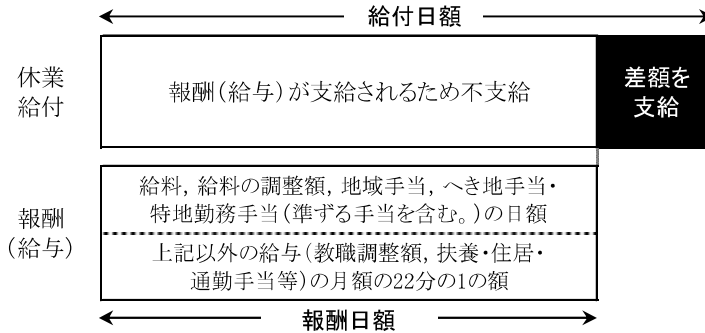 給付日額
休業
給付
報酬(給与)が支給されるため不支給
差額を
支給
報酬
(給与)
給料, 給料の調整額, 地域手当, へき地手当・
特地勤務手当(準ずる手当を含む。)の日額
上記以外の給与(教職調整額, 扶養・住居・
通勤手当等)の月額の22分の1の額
報酬日額